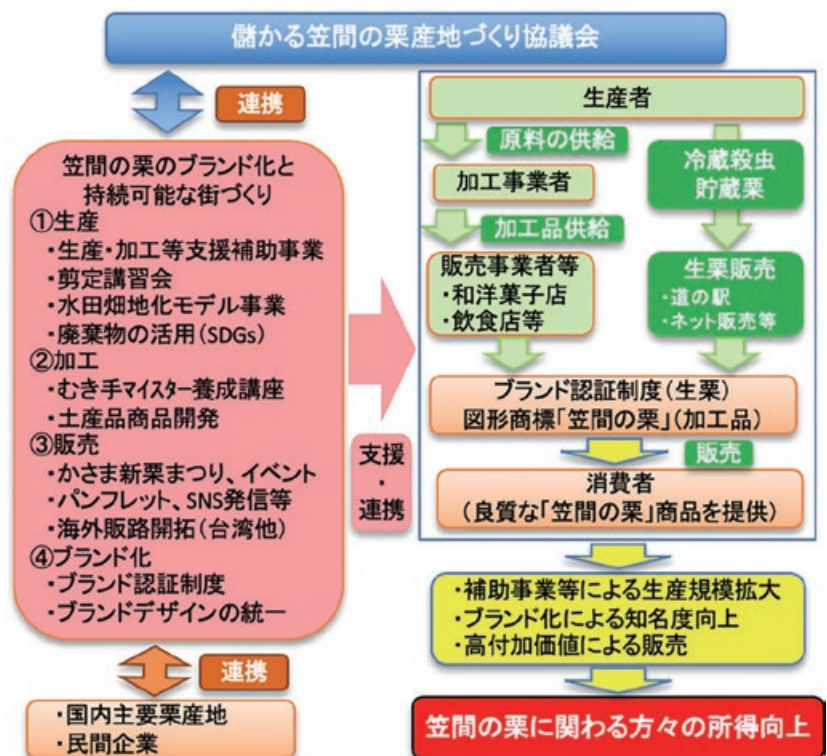 儲かる笠間の栗産地づくり協議会
連携
笠間の栗のブランド化と
持続可能な街づくり
①生産
・生産・加工等支援補助事業
・剪定講習会
・水田畑地化モデル事業
・廃棄物の活用(SDGs)
②加工
・むき手マイスター養成講座
・土産品商品開発
③販売
・かさま新栗まつり、イベント
・パンフレット、SNS発信等
・海外販路開拓(台湾他)
④ブランド化
・ブランド認証制度
・ブランドデザインの統一
連携
・国内主要栗産地
・民間企業
支援
・
連携
生産者
原料の供給
加工事業者
加工品供給
販売事業者等
・和洋菓子店
・飲食店等
冷蔵殺虫
貯蔵栗
生栗販売
・道の駅
・ネット販売等
ブランド認証制度(生栗)
図形商標「笠間の栗」(加工品)
販売
消費者
(良質な「笠間の栗」商品を提供)
・補助事業等による生産規模拡大
・ブランド化による知名度向上
・高付加価値による販売
笠間の栗に関わる方々の所得向上